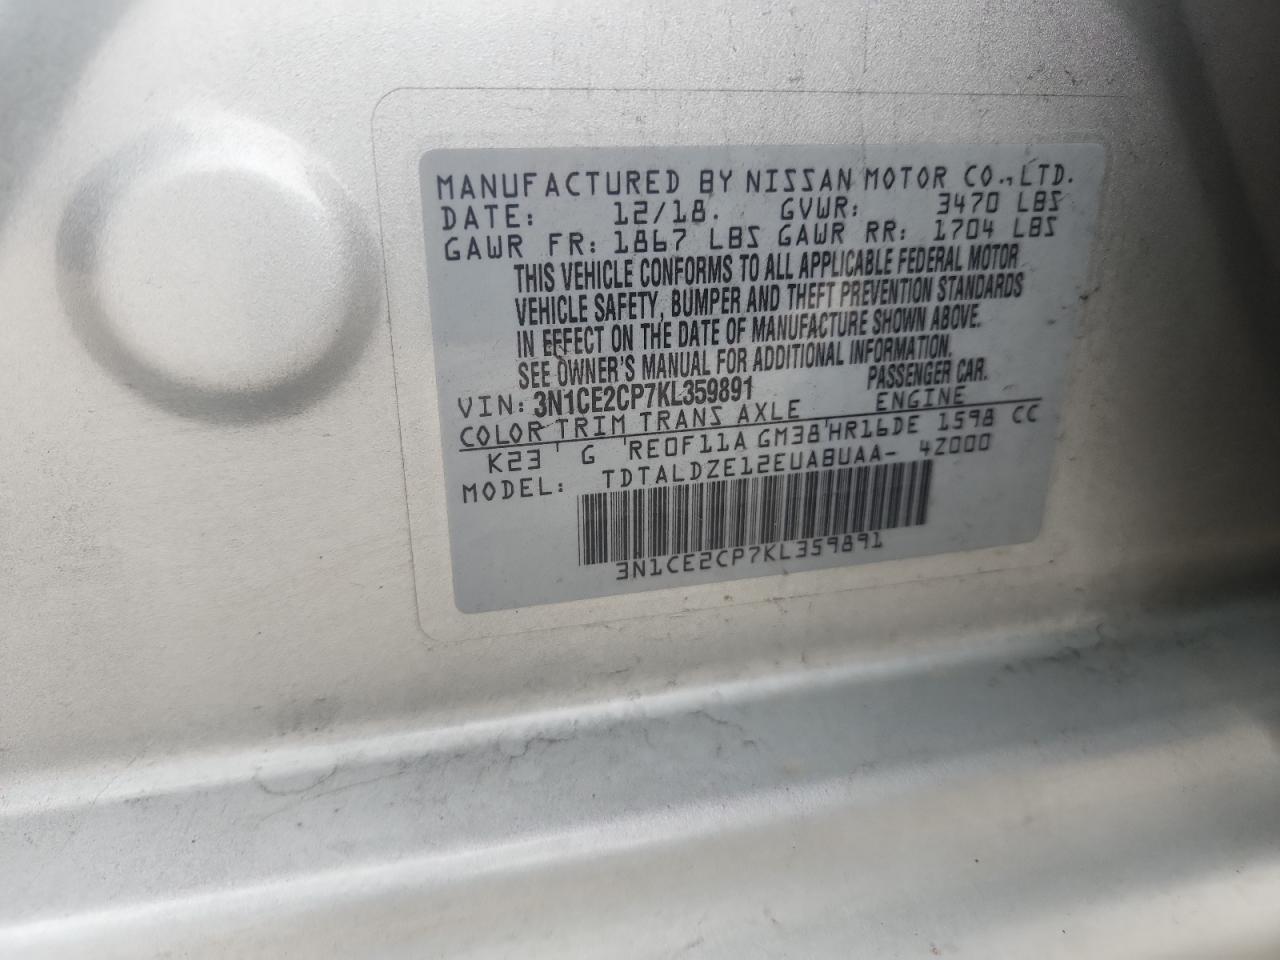 MANUFACTURED BY NISSAN MOTOR CO.,LTD.
DATE: 12/18. GVWR: 3470 LBS
GAWR FR: 1867 LBS GAWR RR: 1704 LBS
THIS VEHICLE CONFORMS TO ALL APPLICABLE FEDERAL MOTOR
VEHICLE SAFETY, BUMPER AND THEFT PREVENTION STANDARDS
IN EFFECT ON THE DATE OF MANUFACTURE SHOWN ABOVE.
SEE OWNER'S MANUAL FOR ADDITIONAL INFORMATION.
VIN: 3N1CE2CP7KL359891 PASSENGER CAR.
COLOR TRIM TRANS AXLE ENGINE
K23 G RE0F11A GM38 HR16DE 1598 CC
MODEL: TDTALDZE12EUABUAA- 4Z000
3N1CE2CP7KL359891